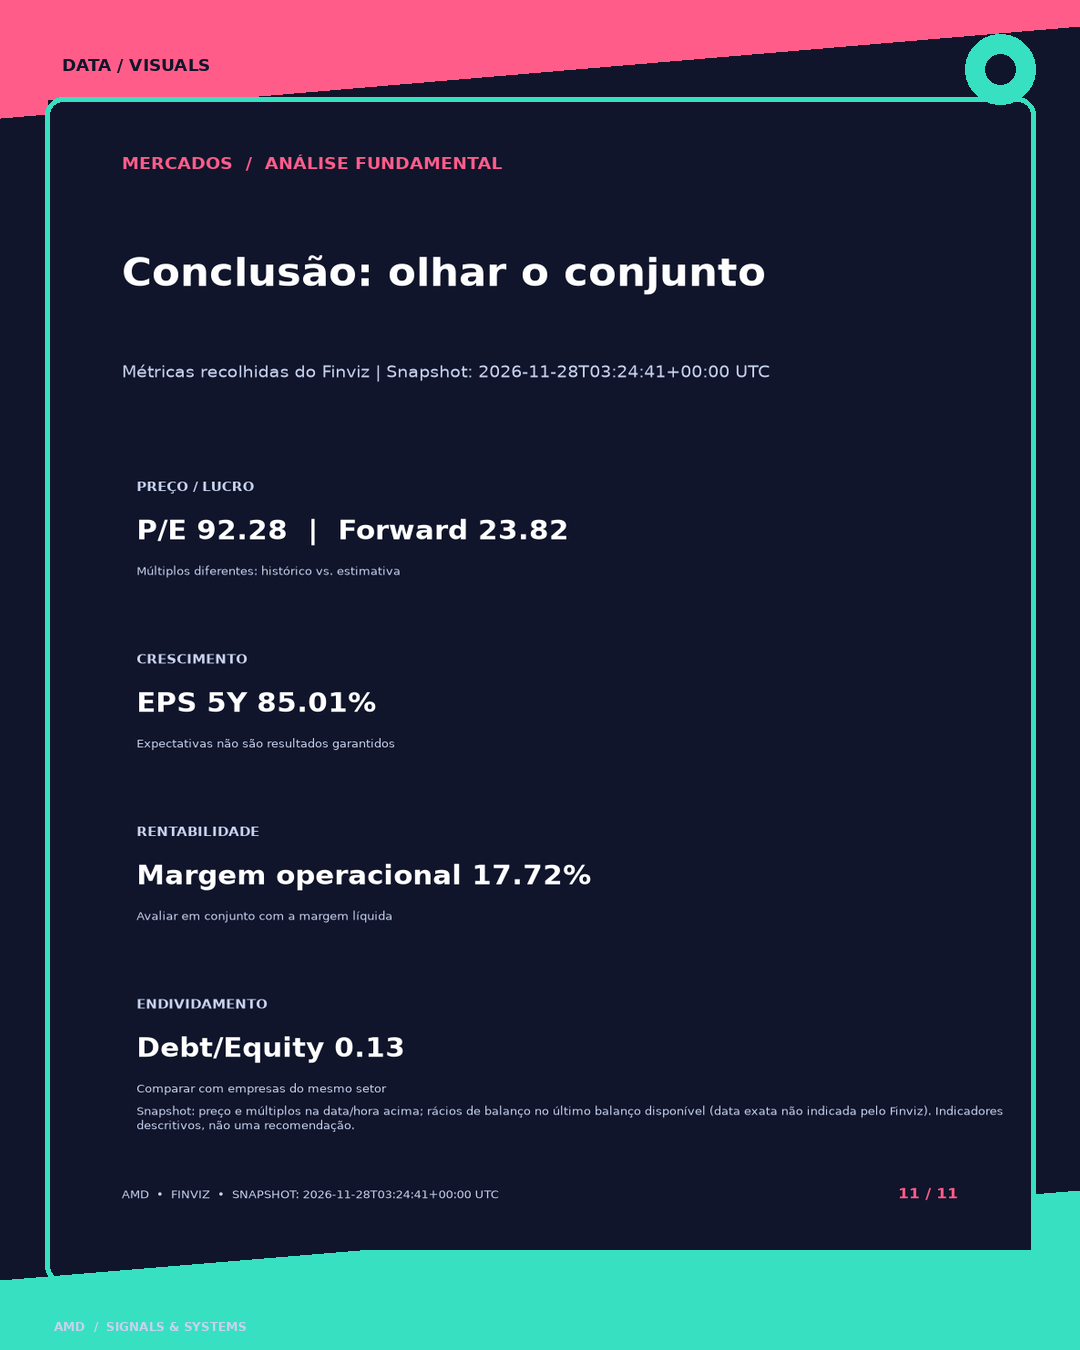 DATA / VISUALS
MERCADOS / ANÁLISE FUNDAMENTAL
Conclusão: olhar o conjunto
Métricas recolhidas do Finviz | Snapshot: 2026-11-28T03:24:41+00:00 UTC
PREÇO / LUCRO
P/E 92.28 | Forward 23.82
Múltiplos diferentes: histórico vs. estimativa
CRESCIMENTO
EPS 5Y 85.01%
Expectativas não são resultados garantidos
RENTABILIDADE
Margem operacional 17.72%
Avaliar em conjunto com a margem líquida
ENDIVIDAMENTO
Debt/Equity 0.13
Comparar com empresas do mesmo setor
Snapshot: preço e múltiplos na data/hora acima; rácios de balanço no último balanço disponível (data exata não indicada pelo Finviz). Indicadores
descritivos, não uma recomendação.
AMD • FINVIZ • SNAPSHOT: 2026-11-28T03:24:41+00:00 UTC
11 / 11
AMD / SIGNALS & SYSTEMS